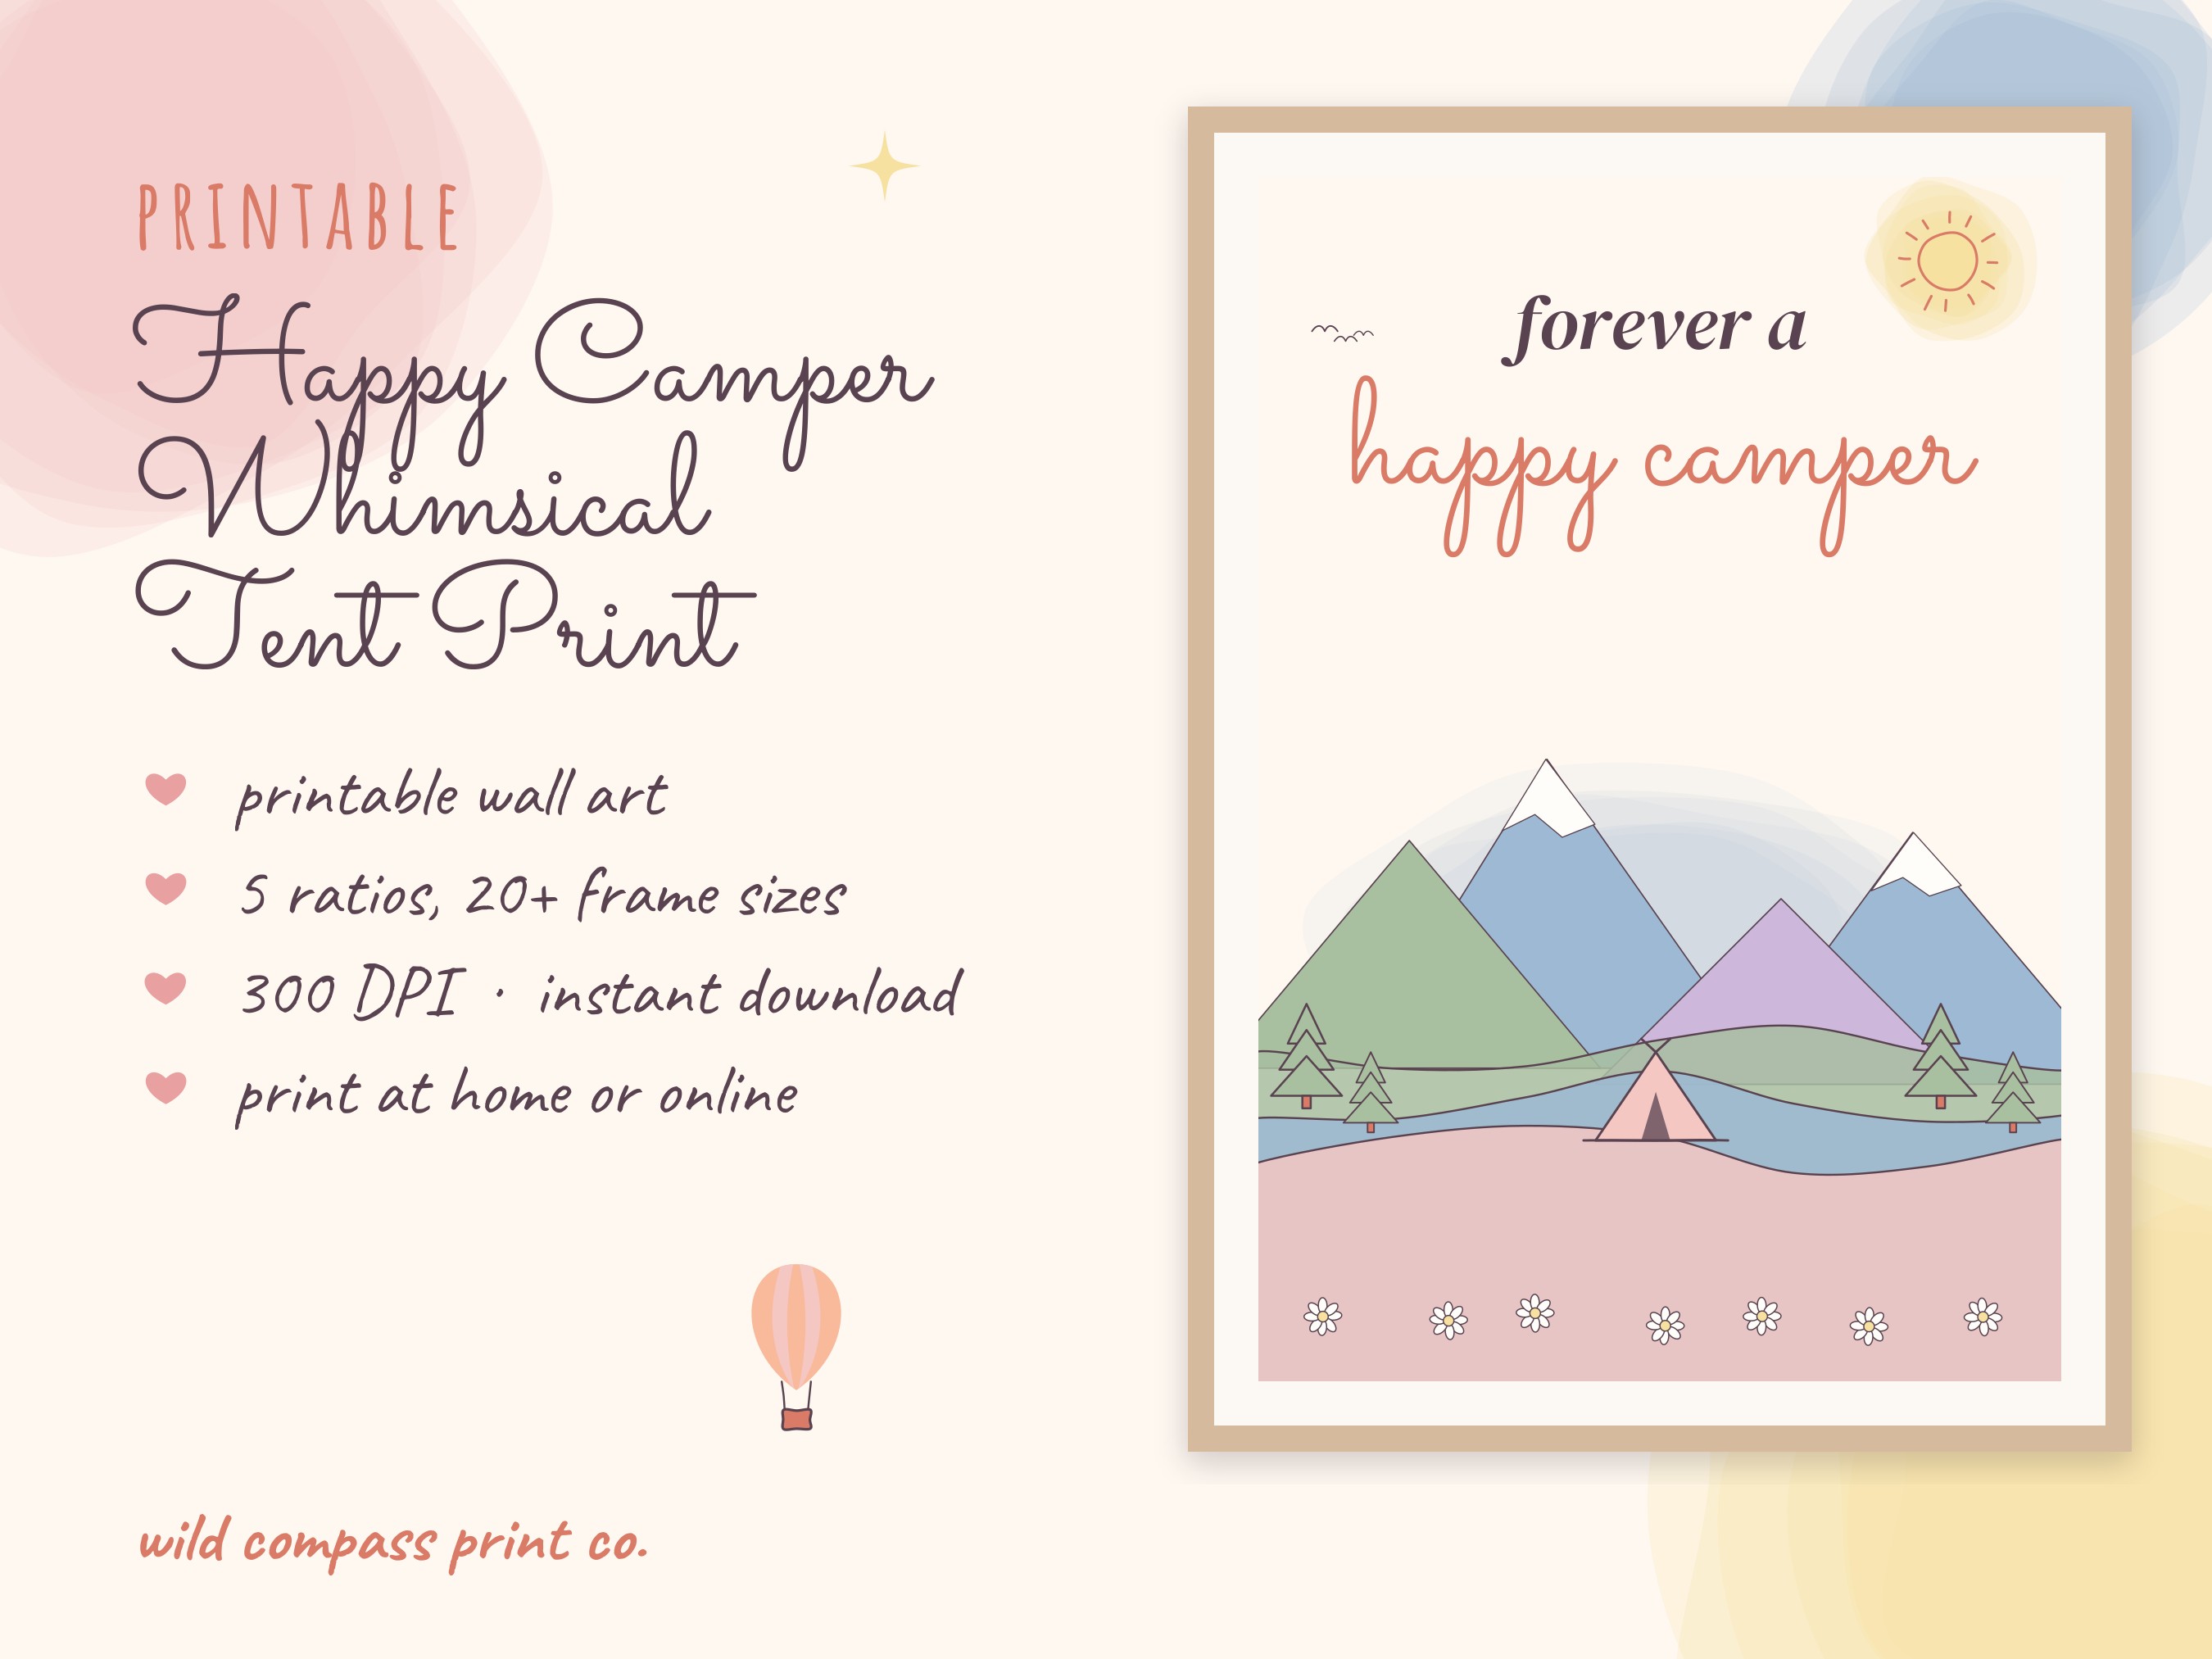 PRINTABLE
Happy Camper
Whimsical
Tent Print
printable wall art
5 ratios, 20+ frame sizes
300 DPI · instant download
print at home or online
wild compass print co.
forever a
happy camper